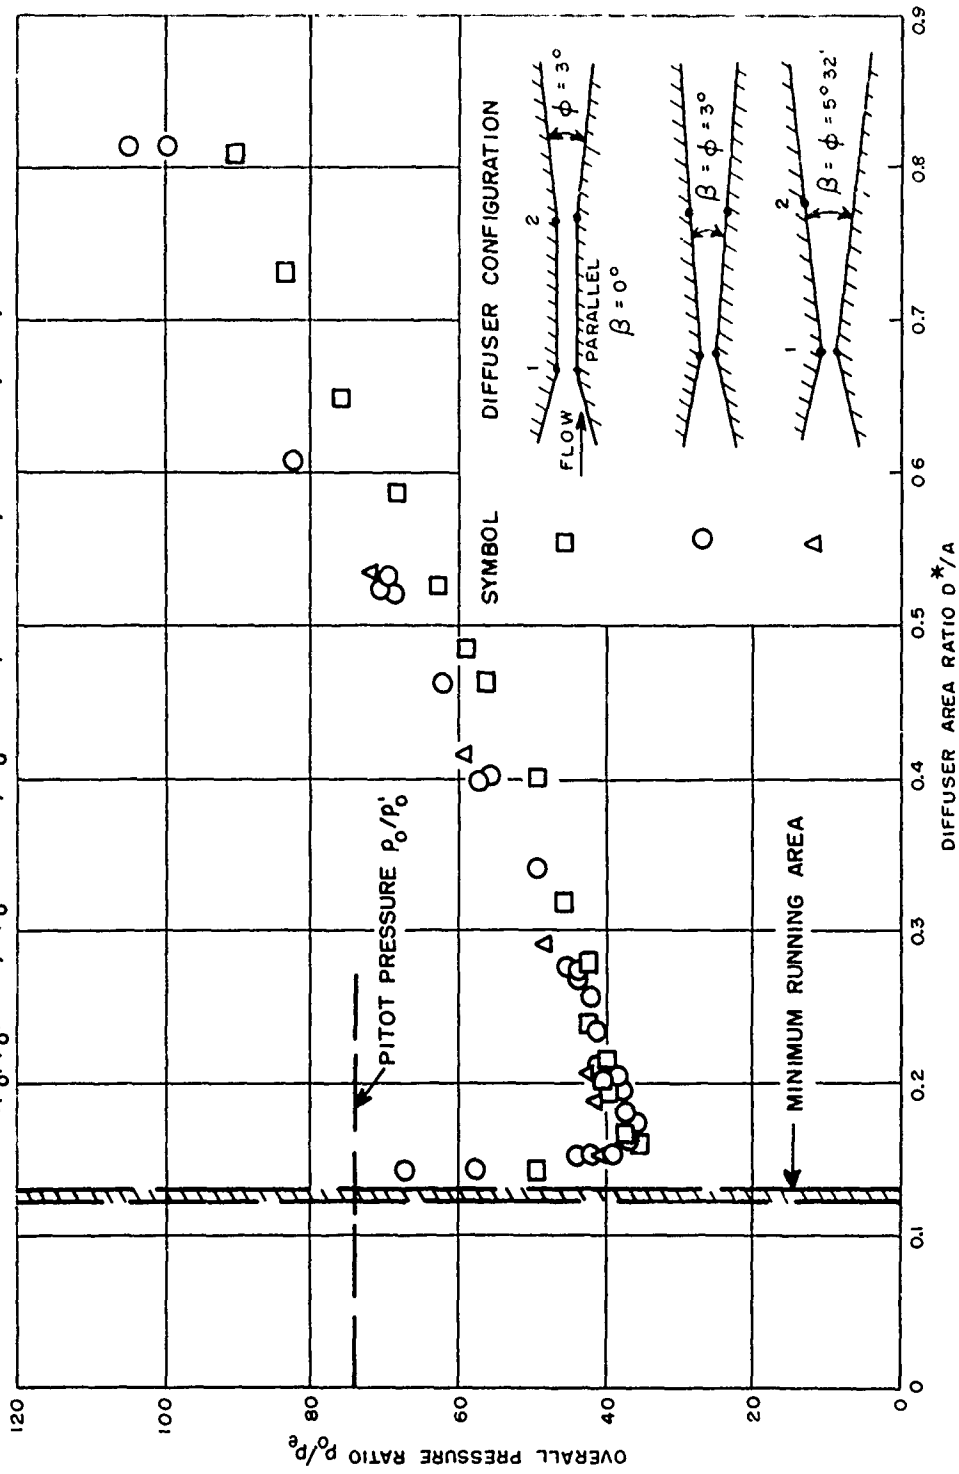 OVERALL PRESSURE RATIO p₀/pₑ
120
100
80
60
40
20
0
0
0.1
0.2
0.3
0.4
0.5
0.6
0.7
0.8
0.9
DIFFUSER AREA RATIO D*/A
PITOT PRESSURE p₀/p₀'
MINIMUM RUNNING AREA
SYMBOL
DIFFUSER CONFIGURATION
FLOW
1
2
PARALLEL
β = 0°
ϕ = 3°
β = ϕ = 3°
1
2
β = ϕ = 5° 32'